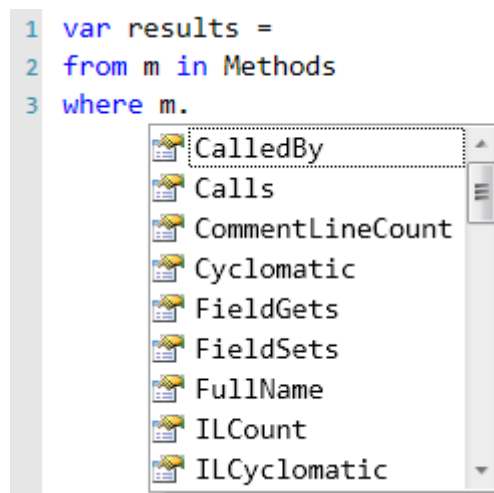 1 var results =
2 from m in Methods
3 where m.
CalledBy
Calls
CommentLineCount
Cyclomatic
FieldGets
FieldSets
FullName
ILCount
ILCyclomatic